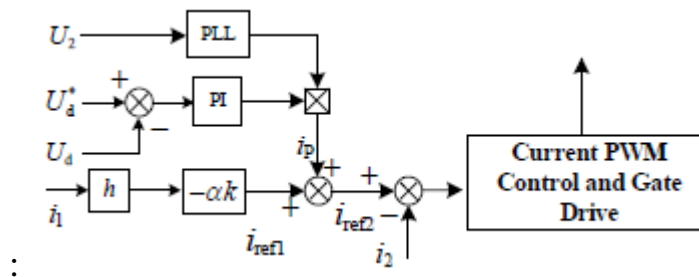 U₂ PLL
+
U*d PI
−
Ud
iP
+
Current PWM
Control and Gate
Drive
h −αk
+
+
−
i₁
iref1
iref2
i₂
: